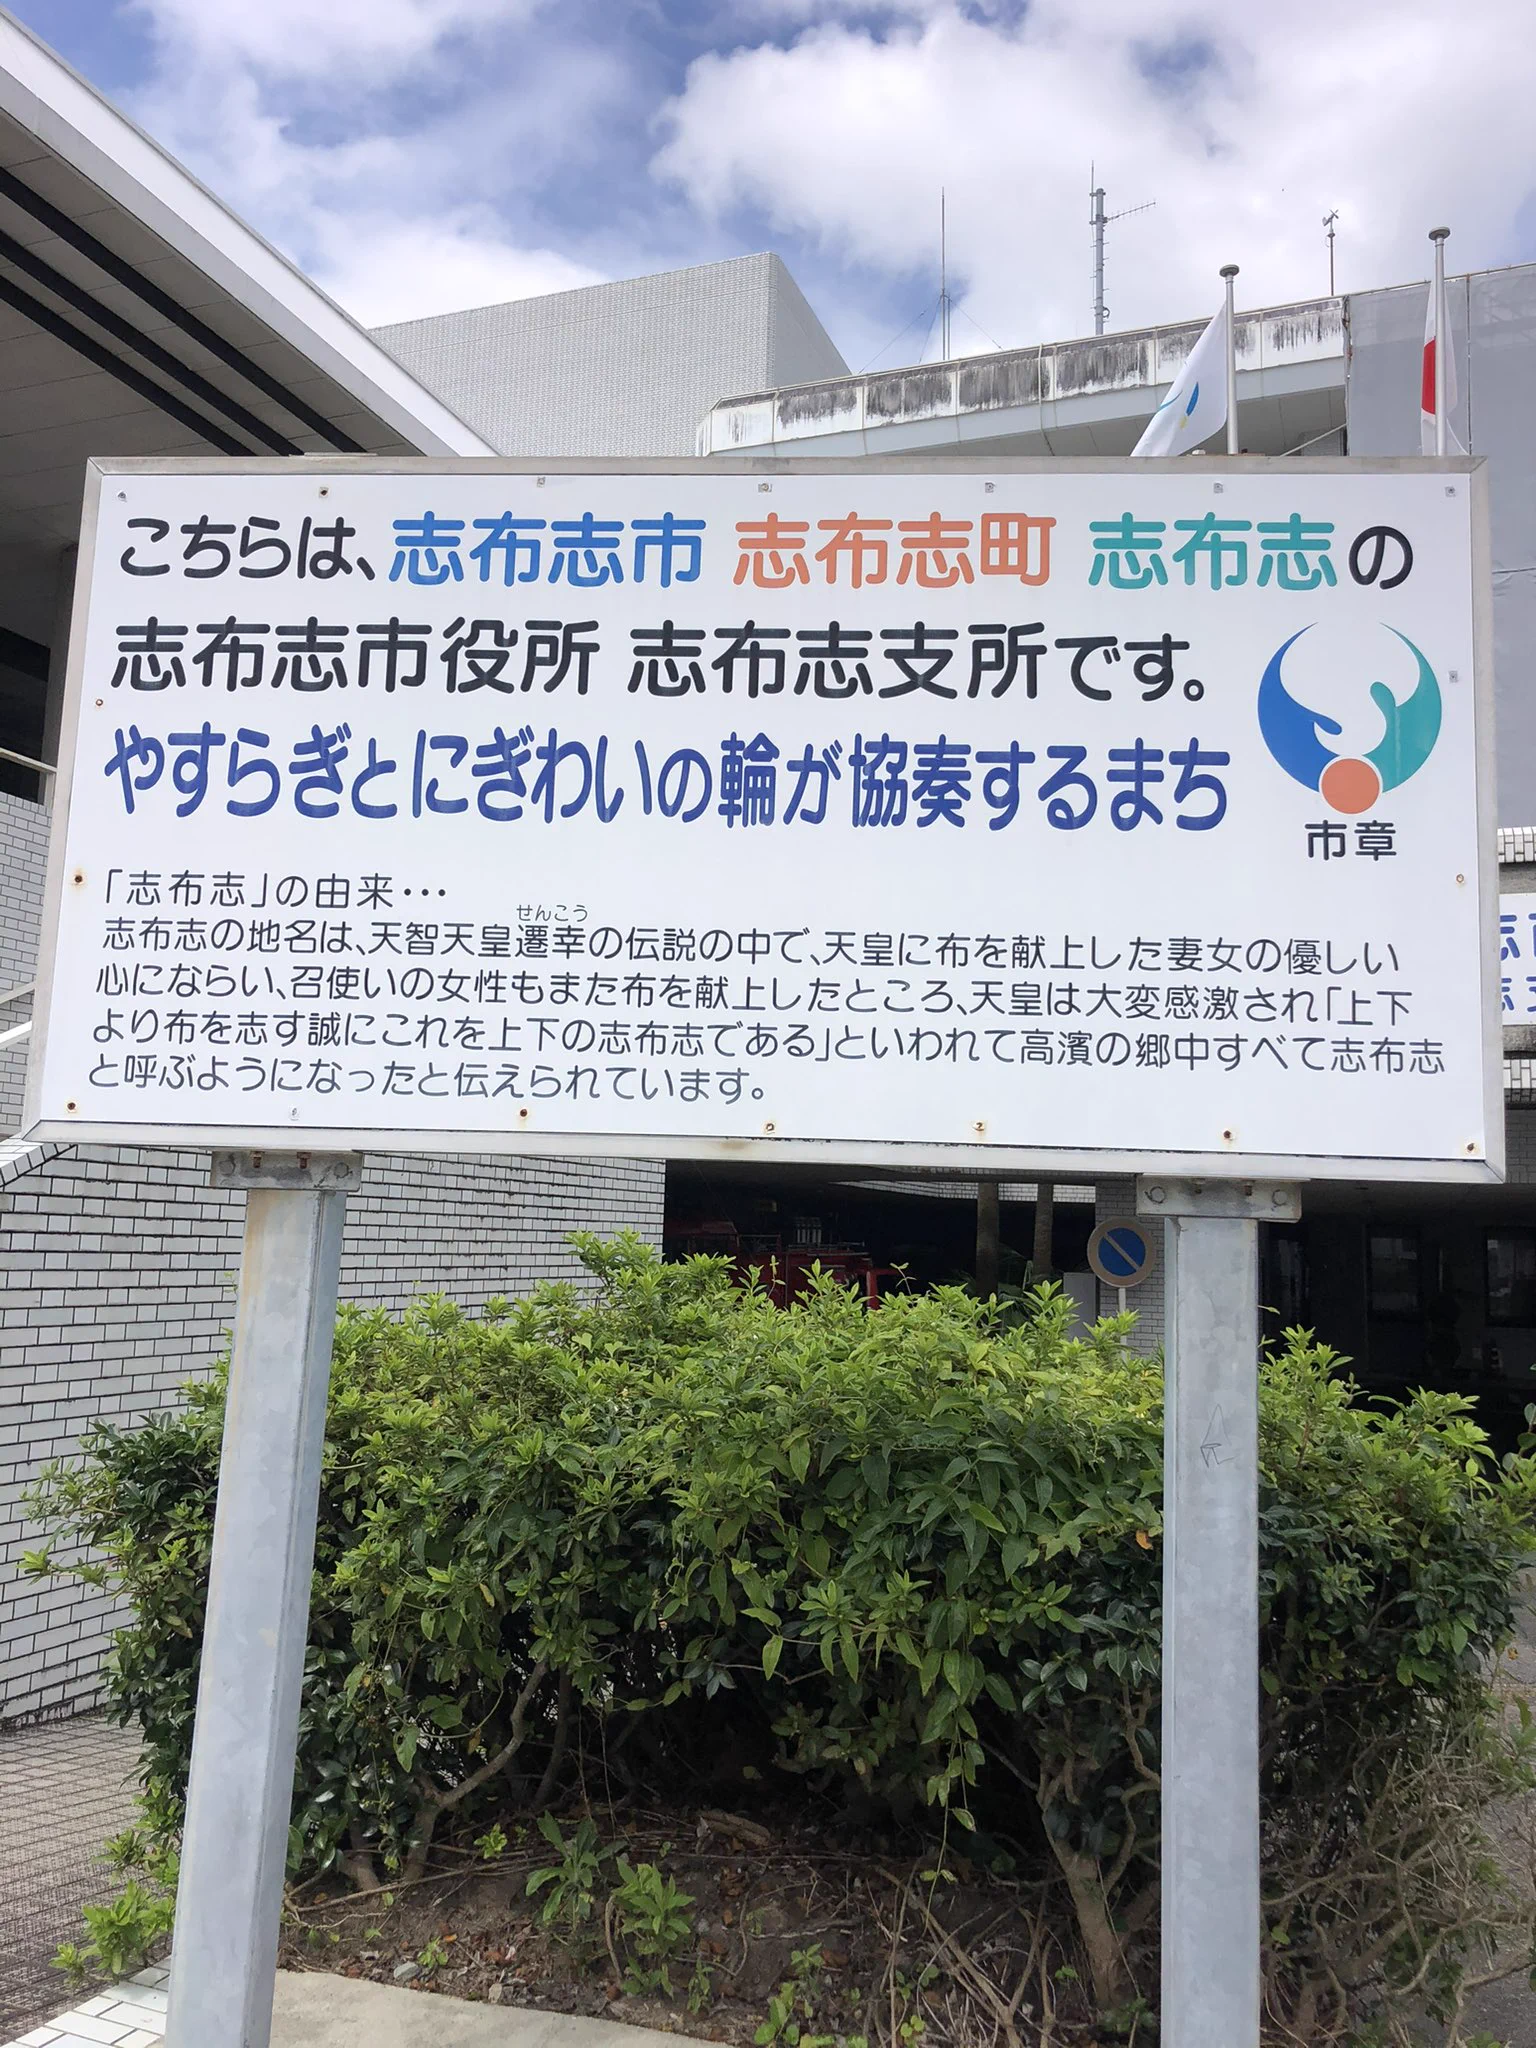 こちらは、志布志市 志布志町 志布志の
志布志市役所 志布志支所です。
やすらぎとにぎわいの輪が協奏するまち
市章
「志布志」の由来・・・
せんこう
志布志の地名は、天智天皇遷幸の伝説の中で、天皇に布を献上した妻女の優しい
心にならい、召使いの女性もまた布を献上したところ、天皇は大変感激され「上下
より布を志す誠にこれを上下の志布志である」といわれて高濱の郷中すべて志布志
と呼ぶようになったと伝えられています。